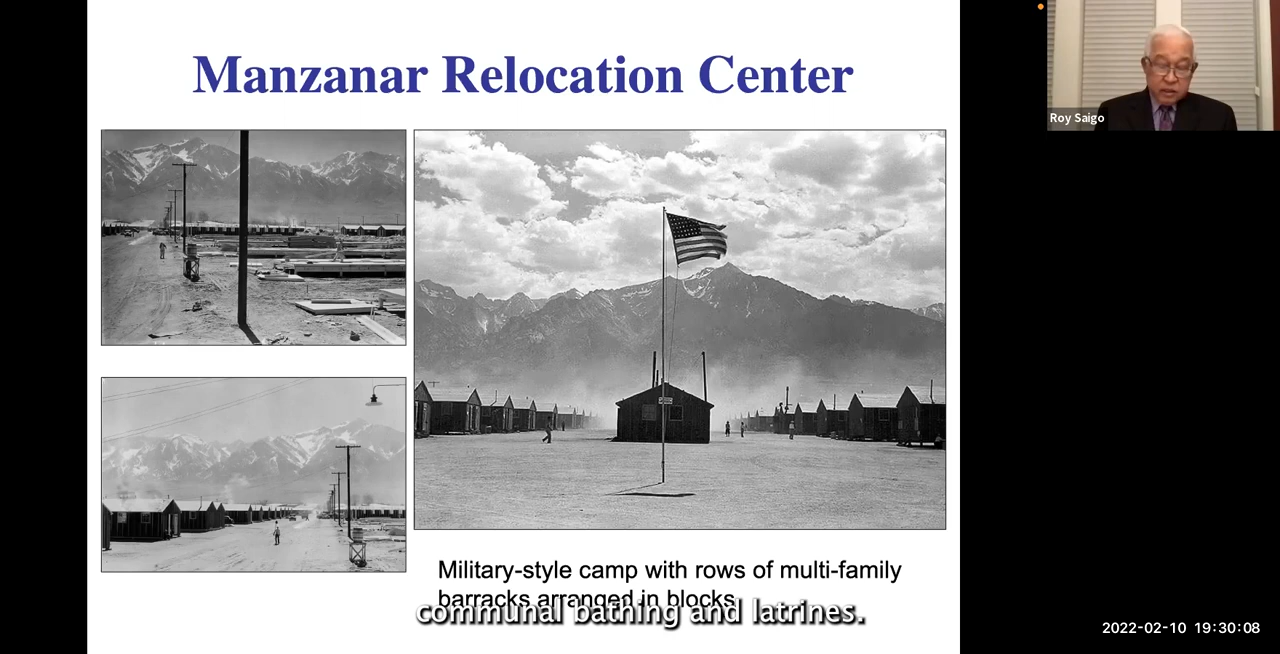 Manzanar Relocation Center
Roy Saigo
Military-style camp with rows of multi-family
barracks arranged in blocks
communal bathing and latrines.
2022-02-10 19:30:08